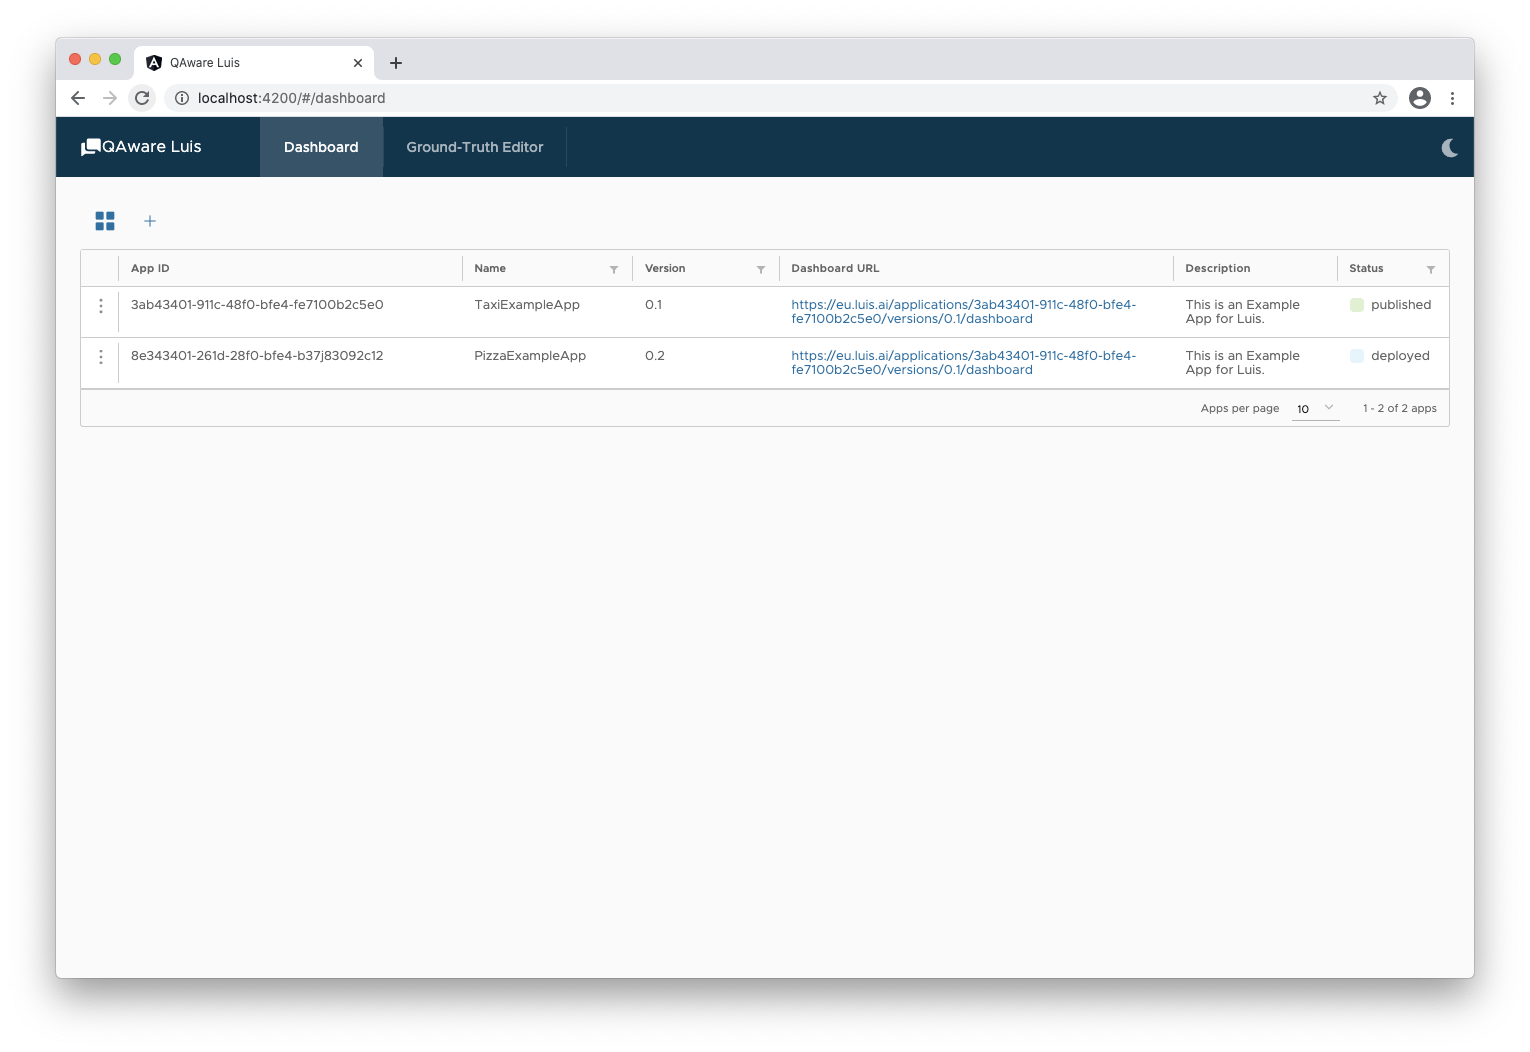 QAware Luis
localhost:4200/#/dashboard
QAware Luis Dashboard Ground-Truth Editor
App ID Name Version Dashboard URL Description Status
3ab43401-911c-48f0-bfe4-fe7100b2c5e0 TaxiExampleApp 0.1 https://eu.luis.ai/applications/3ab43401-911c-48f0-bfe4- This is an Example published
fe7100b2c5e0/versions/0.1/dashboard App for Luis.
8e343401-261d-28f0-bfe4-b37j83092c12 PizzaExampleApp 0.2 https://eu.luis.ai/applications/3ab43401-911c-48f0-bfe4- This is an Example deployed
fe7100b2c5e0/versions/0.1/dashboard App for Luis.
Apps per page 10 1 - 2 of 2 apps